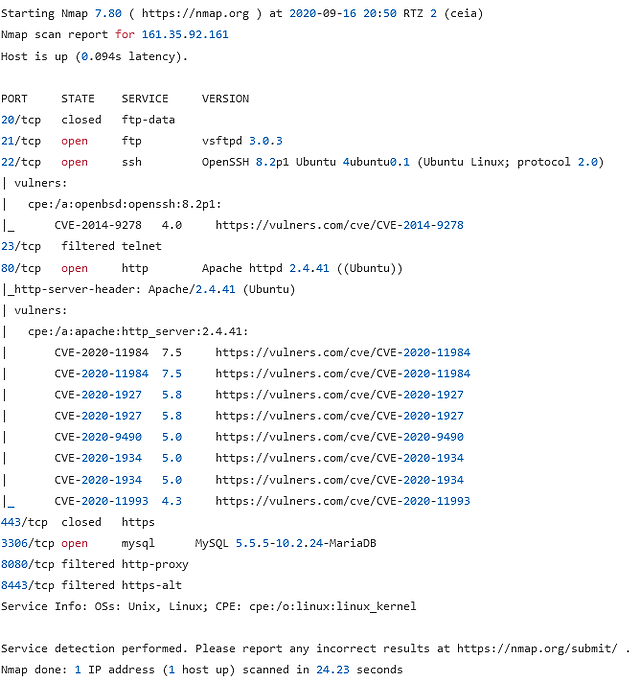 Starting Nmap 7.80 ( https://nmap.org ) at 2020-09-16 20:50 RTZ 2 (ceia)
Nmap scan report for 161.35.92.161
Host is up (0.094s latency).
PORT     STATE    SERVICE     VERSION
20/tcp   closed   ftp-data
21/tcp   open     ftp         vsftpd 3.0.3
22/tcp   open     ssh         OpenSSH 8.2p1 Ubuntu 4ubuntu0.1 (Ubuntu Linux; protocol 2.0)
| vulners:
|   cpe:/a:openbsd:openssh:8.2p1:
|_      CVE-2014-9278   4.0     https://vulners.com/cve/CVE-2014-9278
23/tcp   filtered telnet
80/tcp   open     http        Apache httpd 2.4.41 ((Ubuntu))
|_http-server-header: Apache/2.4.41 (Ubuntu)
| vulners:
|   cpe:/a:apache:http_server:2.4.41:
|       CVE-2020-11984  7.5     https://vulners.com/cve/CVE-2020-11984
|       CVE-2020-11984  7.5     https://vulners.com/cve/CVE-2020-11984
|       CVE-2020-1927   5.8     https://vulners.com/cve/CVE-2020-1927
|       CVE-2020-1927   5.8     https://vulners.com/cve/CVE-2020-1927
|       CVE-2020-9490   5.0     https://vulners.com/cve/CVE-2020-9490
|       CVE-2020-1934   5.0     https://vulners.com/cve/CVE-2020-1934
|       CVE-2020-1934   5.0     https://vulners.com/cve/CVE-2020-1934
|_      CVE-2020-11993  4.3     https://vulners.com/cve/CVE-2020-11993
443/tcp  closed   https
3306/tcp open     mysql      MySQL 5.5.5-10.2.24-MariaDB
8080/tcp filtered http-proxy
8443/tcp filtered https-alt
Service Info: OSs: Unix, Linux; CPE: cpe:/o:linux:linux_kernel
Service detection performed. Please report any incorrect results at https://nmap.org/submit/ .
Nmap done: 1 IP address (1 host up) scanned in 24.23 seconds